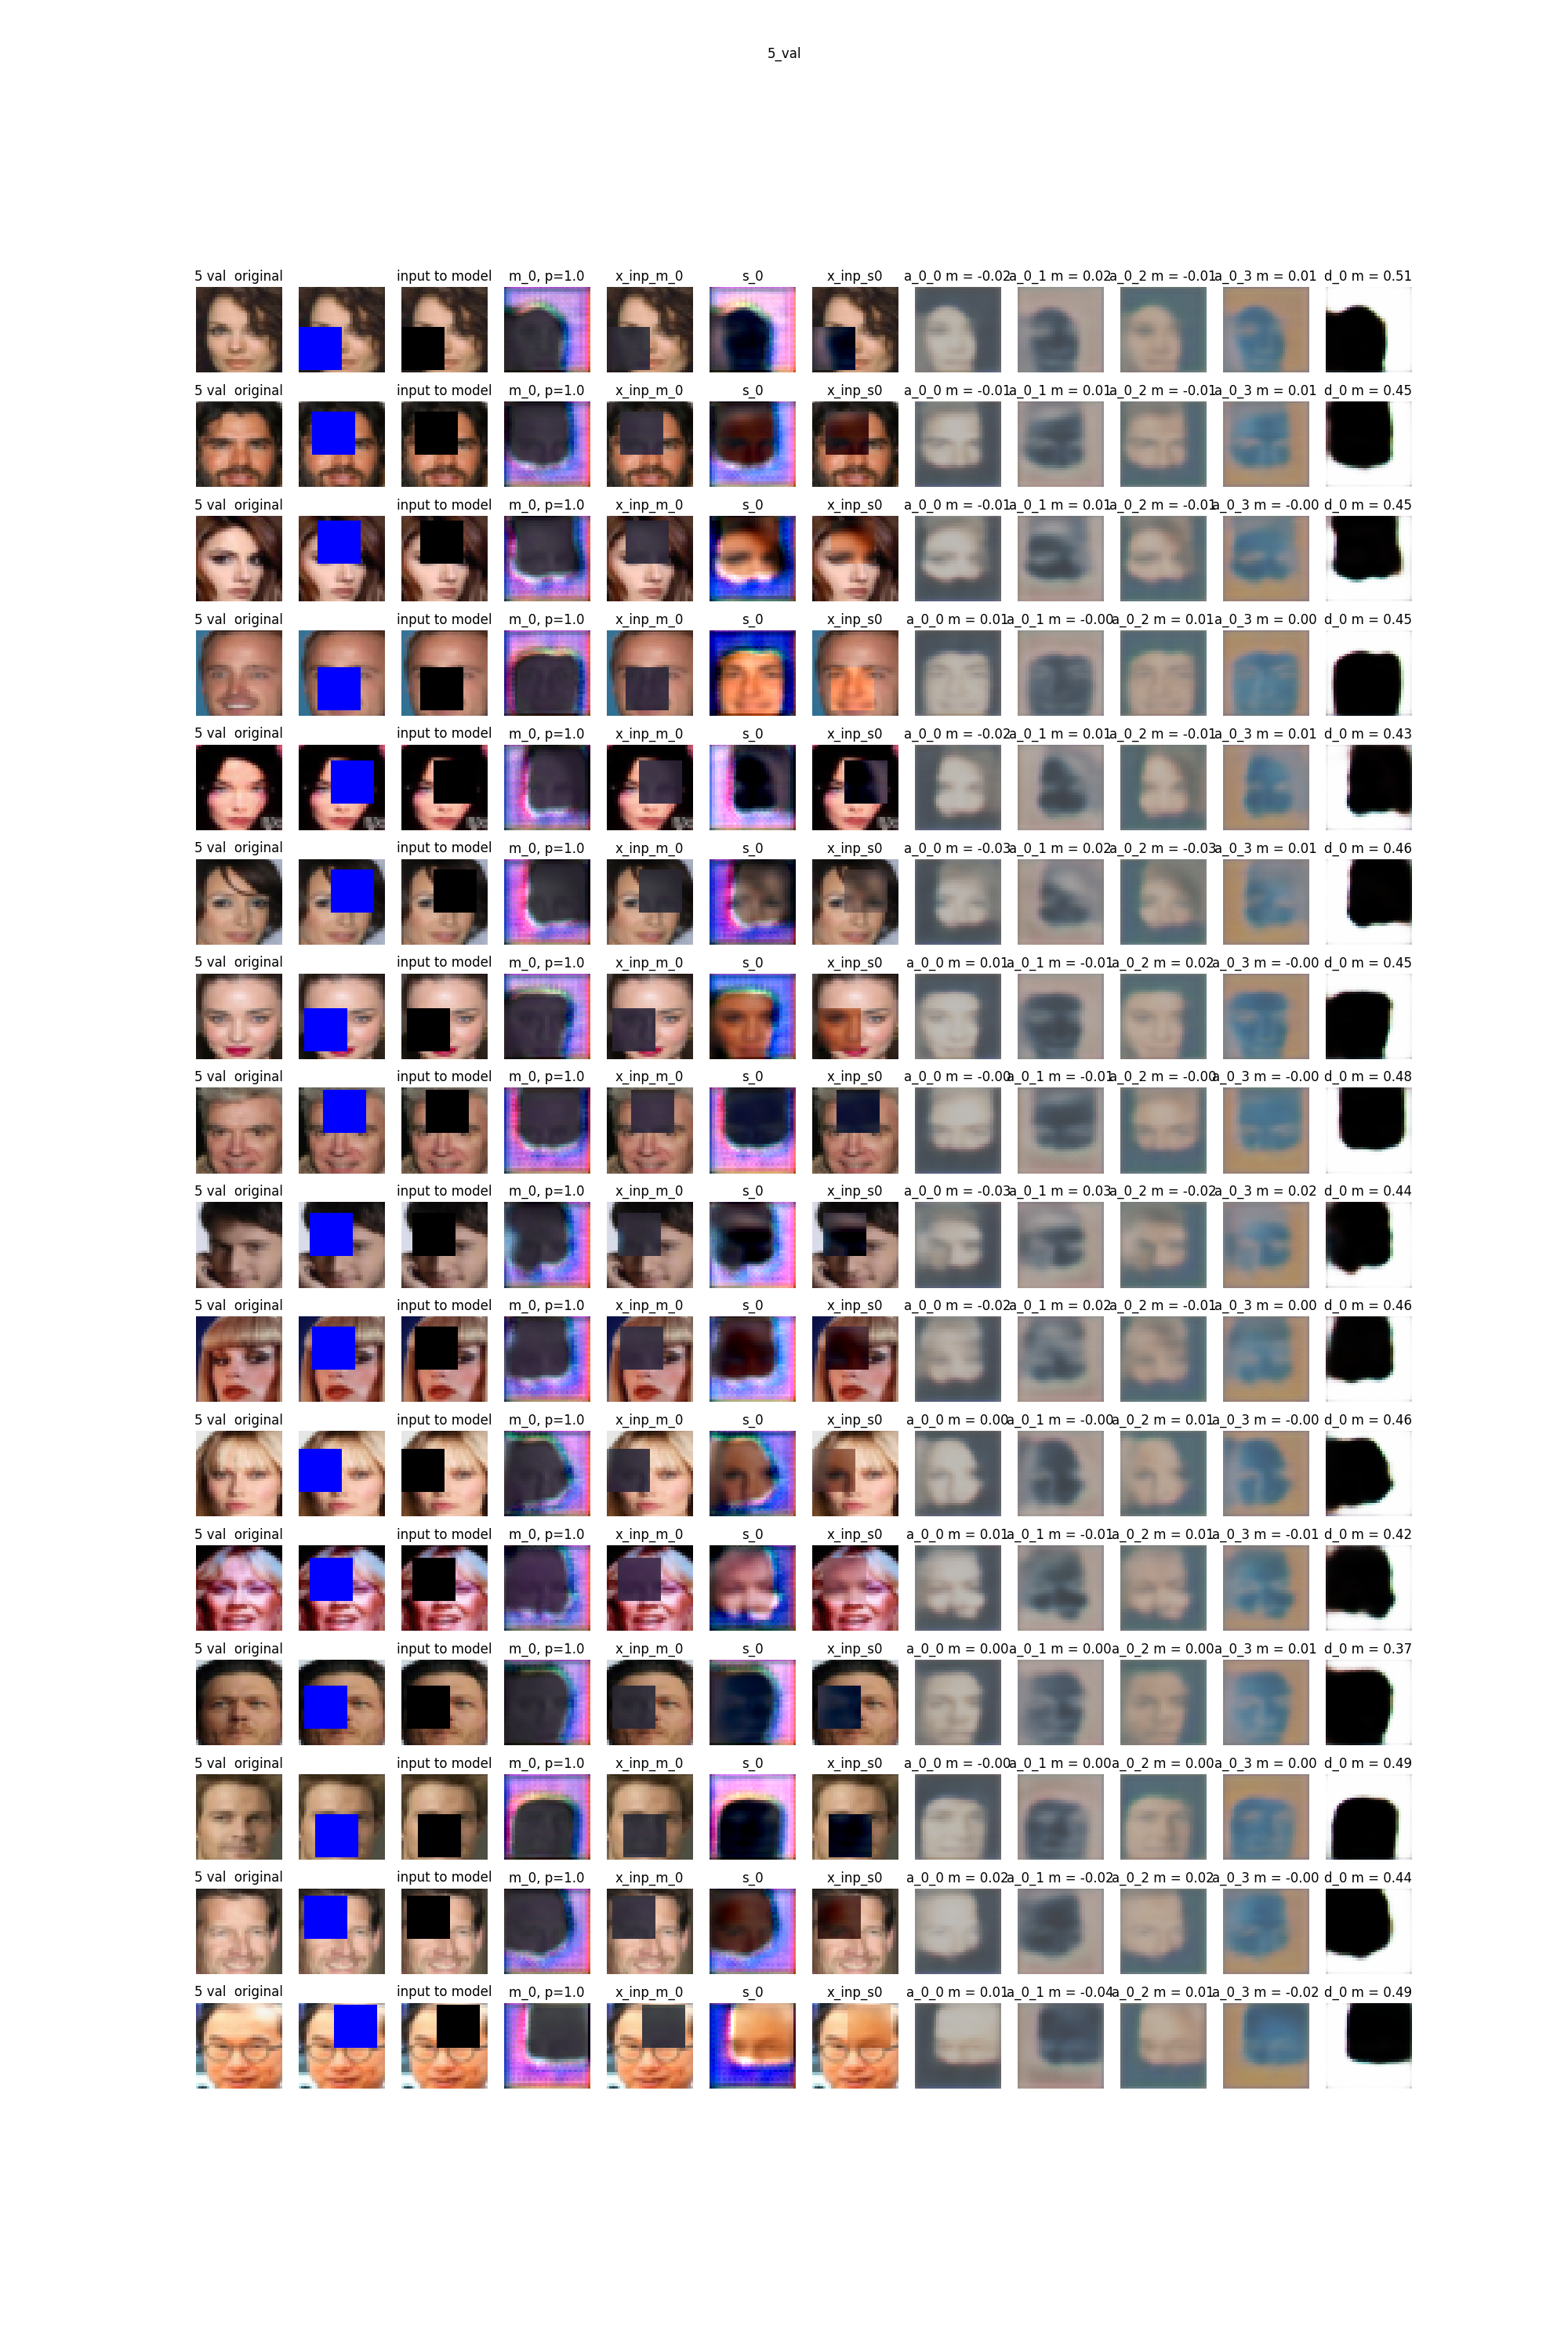 5_val
5 val original input to model m_0, p=1.0 x_inp_m_0 s_0 x_inp_s0 a_0_0 m = -0.02 a_0_1 m = 0.02 a_0_2 m = -0.01 a_0_3 m = 0.01 d_0 m = 0.51
5 val original input to model m_0, p=1.0 x_inp_m_0 s_0 x_inp_s0 a_0_0 m = -0.01 a_0_1 m = 0.01 a_0_2 m = -0.01 a_0_3 m = 0.01 d_0 m = 0.45
5 val original input to model m_0, p=1.0 x_inp_m_0 s_0 x_inp_s0 a_0_0 m = -0.01 a_0_1 m = 0.01 a_0_2 m = -0.01 a_0_3 m = -0.00 d_0 m = 0.45
5 val original input to model m_0, p=1.0 x_inp_m_0 s_0 x_inp_s0 a_0_0 m = 0.01 a_0_1 m = -0.00 a_0_2 m = 0.01 a_0_3 m = 0.00 d_0 m = 0.45
5 val original input to model m_0, p=1.0 x_inp_m_0 s_0 x_inp_s0 a_0_0 m = -0.02 a_0_1 m = 0.01 a_0_2 m = -0.01 a_0_3 m = 0.01 d_0 m = 0.43
5 val original input to model m_0, p=1.0 x_inp_m_0 s_0 x_inp_s0 a_0_0 m = -0.03 a_0_1 m = 0.02 a_0_2 m = -0.03 a_0_3 m = 0.01 d_0 m = 0.46
5 val original input to model m_0, p=1.0 x_inp_m_0 s_0 x_inp_s0 a_0_0 m = 0.01 a_0_1 m = -0.01 a_0_2 m = 0.02 a_0_3 m = -0.00 d_0 m = 0.45
5 val original input to model m_0, p=1.0 x_inp_m_0 s_0 x_inp_s0 a_0_0 m = -0.00 a_0_1 m = -0.01 a_0_2 m = -0.00 a_0_3 m = -0.00 d_0 m = 0.48
5 val original input to model m_0, p=1.0 x_inp_m_0 s_0 x_inp_s0 a_0_0 m = -0.03 a_0_1 m = 0.03 a_0_2 m = -0.02 a_0_3 m = 0.02 d_0 m = 0.44
5 val original input to model m_0, p=1.0 x_inp_m_0 s_0 x_inp_s0 a_0_0 m = -0.02 a_0_1 m = 0.02 a_0_2 m = -0.01 a_0_3 m = 0.00 d_0 m = 0.46
5 val original input to model m_0, p=1.0 x_inp_m_0 s_0 x_inp_s0 a_0_0 m = 0.00 a_0_1 m = -0.00 a_0_2 m = 0.01 a_0_3 m = -0.00 d_0 m = 0.46
5 val original input to model m_0, p=1.0 x_inp_m_0 s_0 x_inp_s0 a_0_0 m = 0.01 a_0_1 m = -0.01 a_0_2 m = 0.01 a_0_3 m = -0.01 d_0 m = 0.42
5 val original input to model m_0, p=1.0 x_inp_m_0 s_0 x_inp_s0 a_0_0 m = 0.00 a_0_1 m = 0.00 a_0_2 m = 0.00 a_0_3 m = 0.01 d_0 m = 0.37
5 val original input to model m_0, p=1.0 x_inp_m_0 s_0 x_inp_s0 a_0_0 m = -0.00 a_0_1 m = 0.00 a_0_2 m = 0.00 a_0_3 m = 0.00 d_0 m = 0.49
5 val original input to model m_0, p=1.0 x_inp_m_0 s_0 x_inp_s0 a_0_0 m = 0.02 a_0_1 m = -0.02 a_0_2 m = 0.02 a_0_3 m = -0.00 d_0 m = 0.44
5 val original input to model m_0, p=1.0 x_inp_m_0 s_0 x_inp_s0 a_0_0 m = 0.01 a_0_1 m = -0.04 a_0_2 m = 0.01 a_0_3 m = -0.02 d_0 m = 0.49